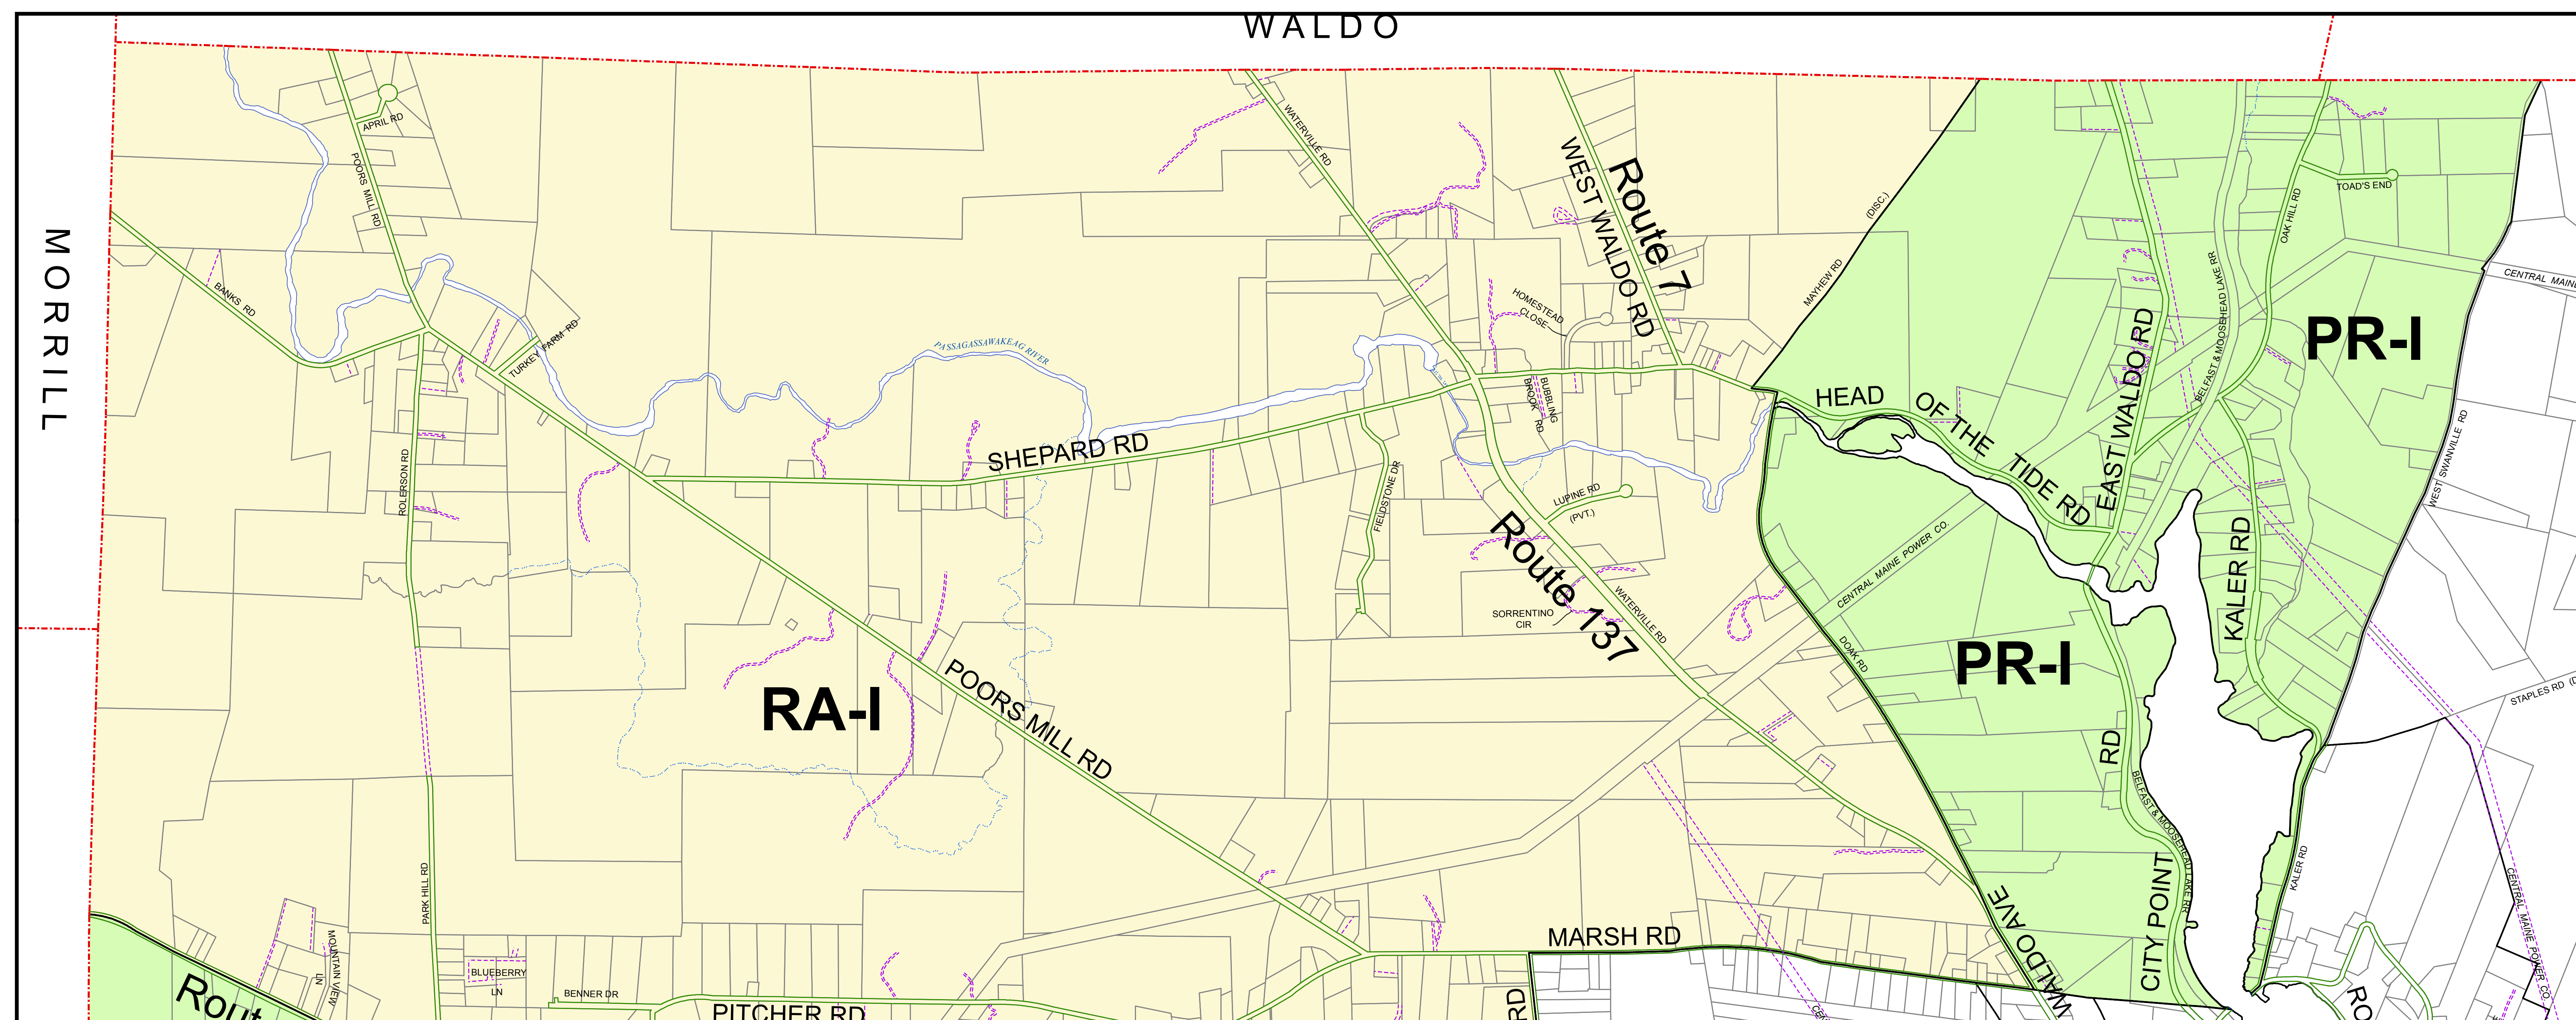 WALDO
MORRILL
APRIL RD
POORS MILL RD
BANKS RD
TURKEY FARM RD
ROLERSON RD
PASSAGASSAWAKEAG RIVER
SHEPARD RD
WATERVILLE RD
WEST WALDO RD
Route 7
HOMESTEAD
CLOSE
BUBBLING
BROOK RD
FIELDSTONE DR
LUPINE RD
(PVT.)
Route 137
SORRENTINO
CIR
WATERVILLE RD
MAYHEW RD
(DISC.)
HEAD OF THE TIDE RD
EAST WALDO RD
BELFAST & MOOSEHEAD LAKE RR
OAK HILL RD
TOAD'S END
PR-I
CENTRAL MAINE
WEST SWANVILLE RD
KALER RD
CENTRAL MAINE POWER CO.
DOAK RD
PR-I
STAPLES RD (D
RA-I
POORS MILL RD
PARK HILL RD
MOUNTAIN VIEW
LN
BLUEBERRY
LN
BENNER DR
PITCHER RD
Rout
MARSH RD
RD
WALDO AVE
WALDO
CITY POINT
RD
BELFAST & MOOSEHEAD LAKE RR
KALER RD
CENTRAL MAINE POWER CO.
CEN
RO